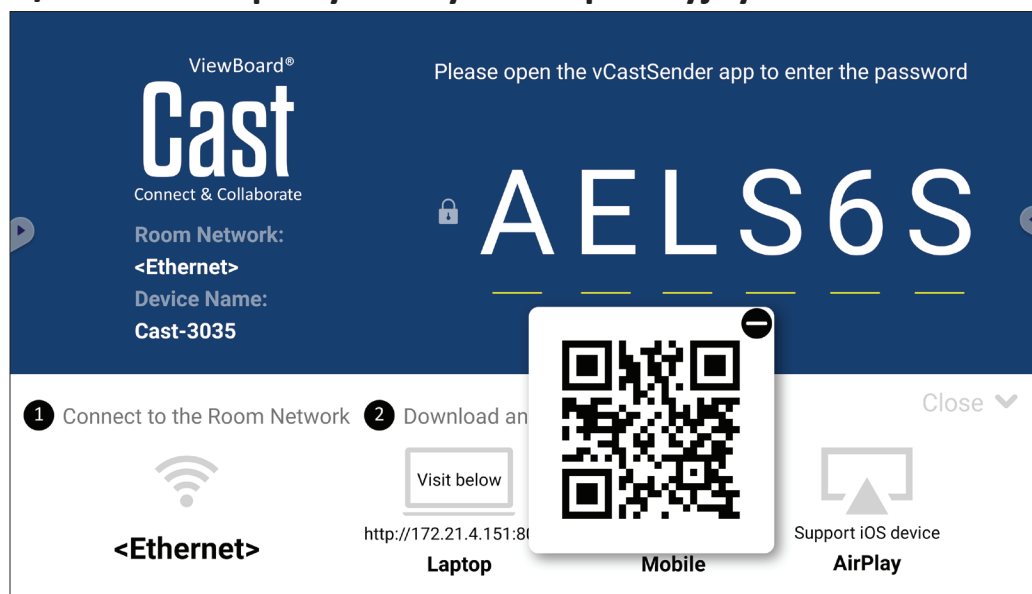 ViewBoard®
Cast
Connect & Collaborate
Room Network:
<Ethernet>
Device Name:
Cast-3035
Please open the vCastSender app to enter the password
AELS6S
1 Connect to the Room Network
2 Download an
Close
Visit below
http://172.21.4.151:80
Laptop
Mobile
Support iOS device
AirPlay
<Ethernet>